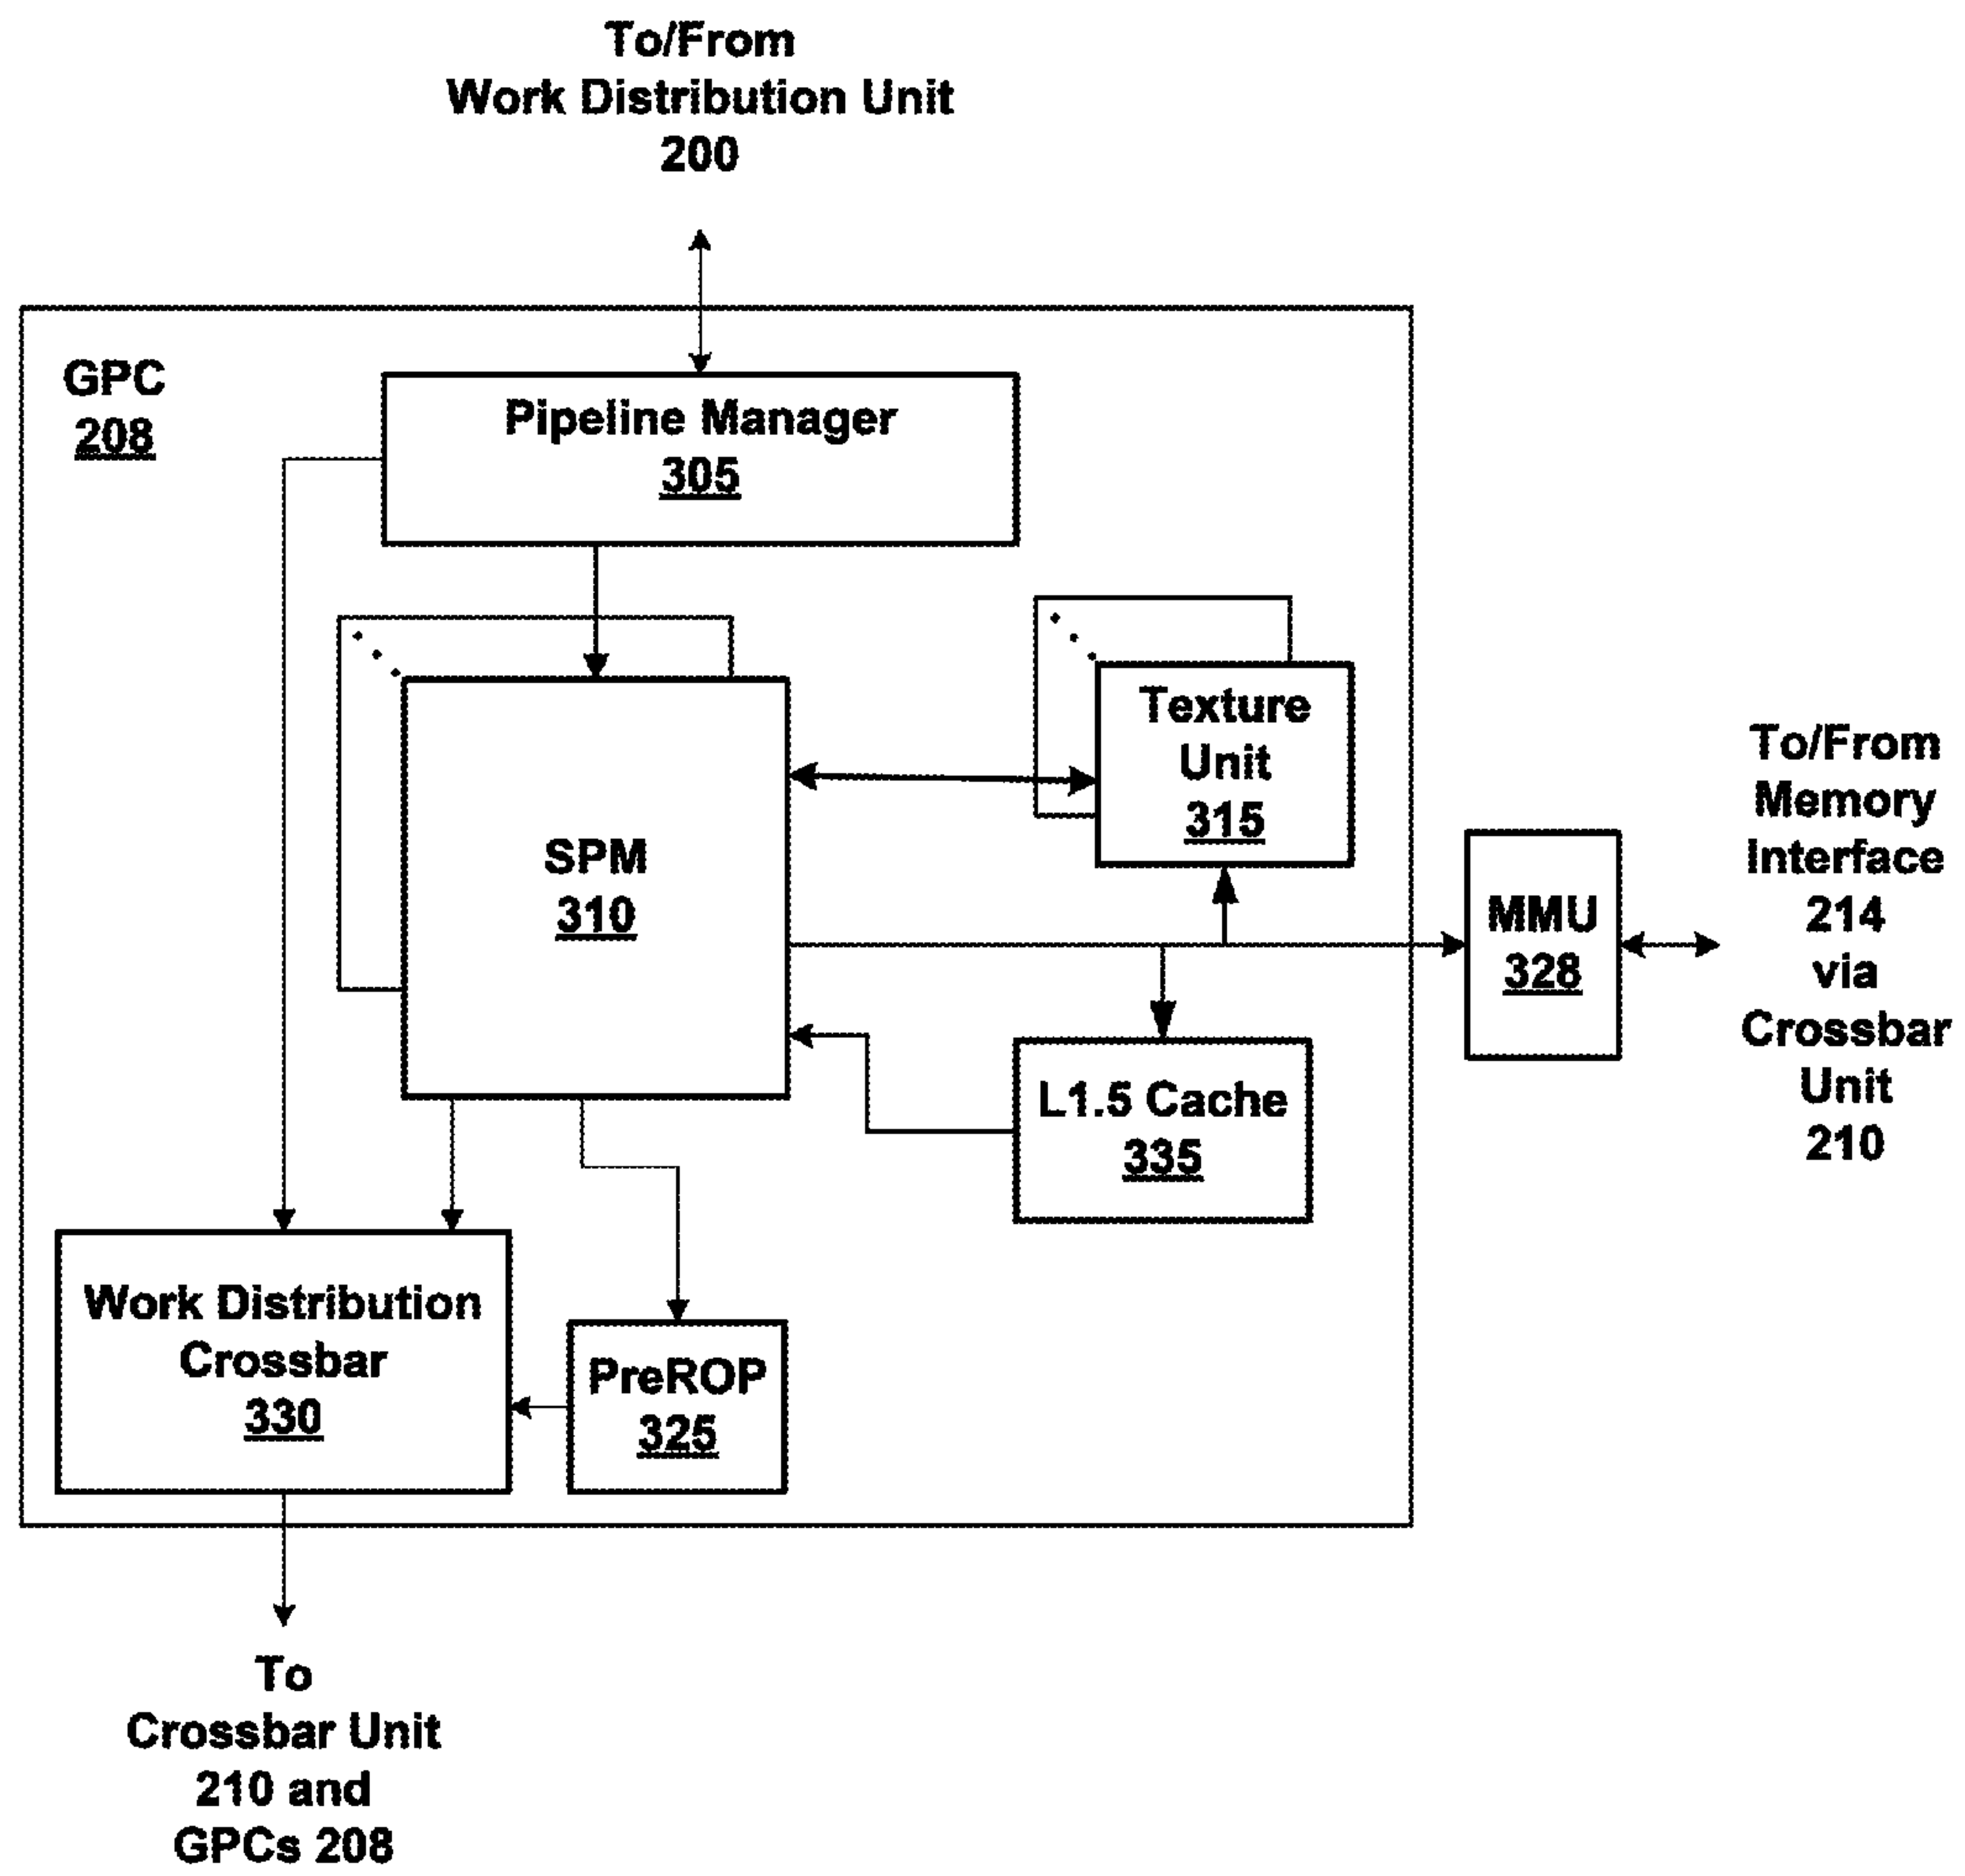 To/From
Work Distribution Unit
200
GPC
208
Pipeline Manager
305
SPM
310
Texture
Unit
315
MMU
328
To/From
Memory
Interface
214
via
Crossbar
Unit
210
L1.5 Cache
335
Work Distribution
Crossbar
330
PreROP
325
To
Crossbar Unit
210 and
GPCs 208